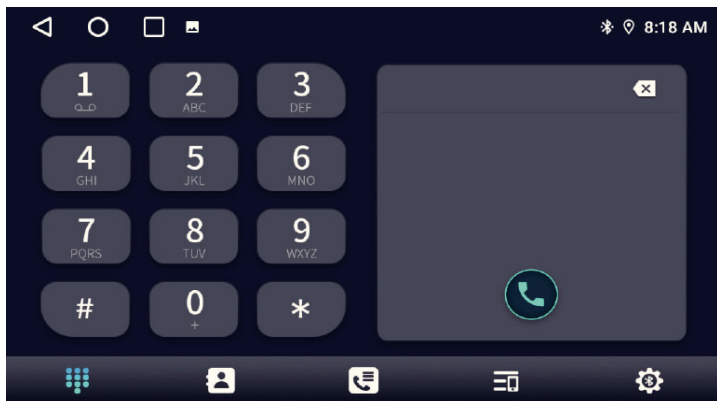 8:18 AM
1 2 3
ABC DEF
4 5 6
GHI JKL MNO
7 8 9
PQRS TUV WXYZ
# 0 *
+